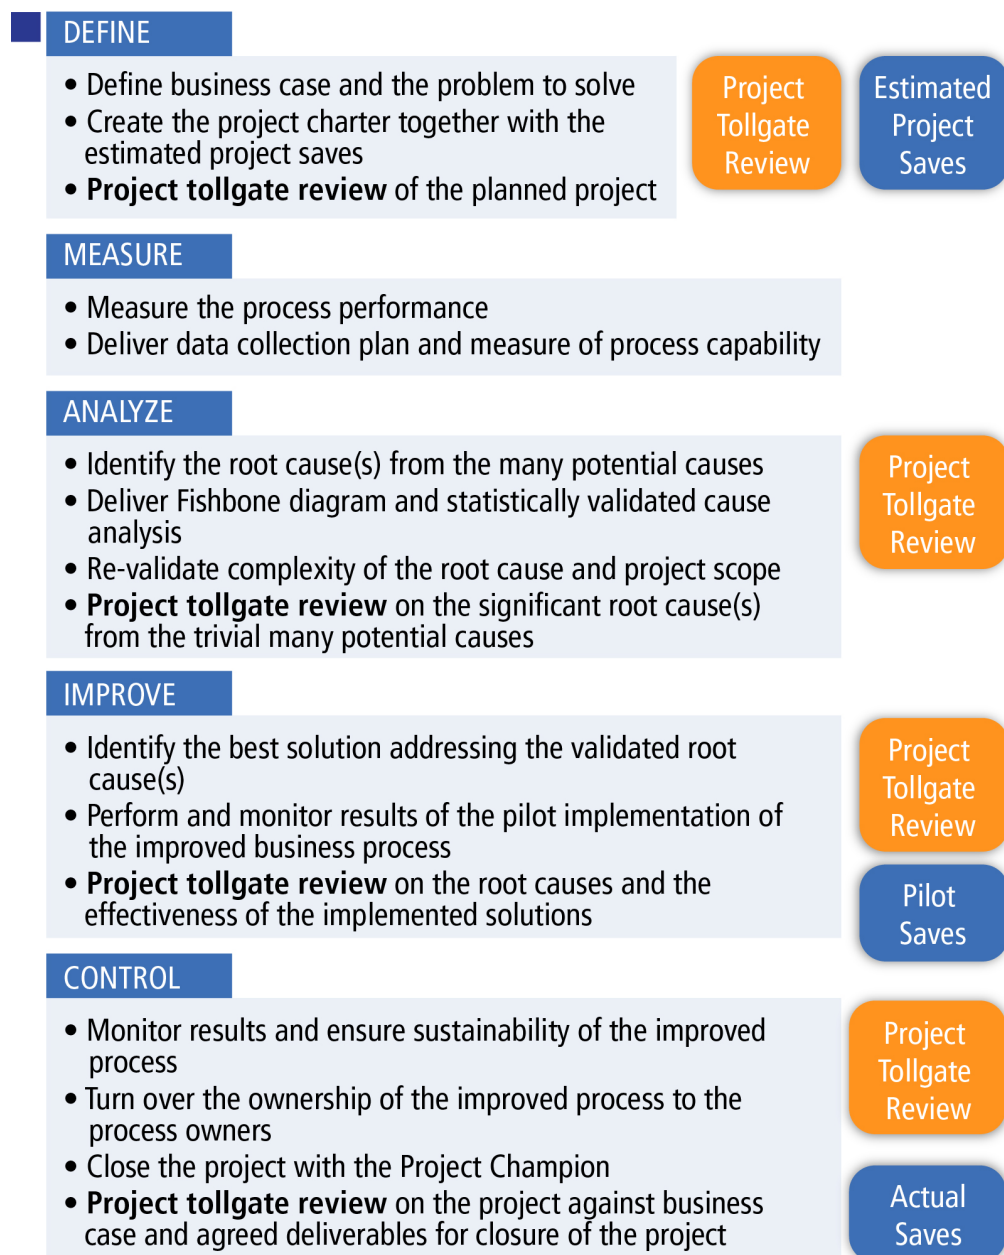 DEFINE
• Define business case and the problem to solve
• Create the project charter together with the
estimated project saves
• Project tollgate review of the planned project
Project
Tollgate
Review
Estimated
Project
Saves
MEASURE
• Measure the process performance
• Deliver data collection plan and measure of process capability
ANALYZE
• Identify the root cause(s) from the many potential causes
• Deliver Fishbone diagram and statistically validated cause
analysis
• Re-validate complexity of the root cause and project scope
• Project tollgate review on the significant root cause(s)
from the trivial many potential causes
Project
Tollgate
Review
IMPROVE
• Identify the best solution addressing the validated root
cause(s)
• Perform and monitor results of the pilot implementation of
the improved business process
• Project tollgate review on the root causes and the
effectiveness of the implemented solutions
Project
Tollgate
Review
Pilot
Saves
CONTROL
• Monitor results and ensure sustainability of the improved
process
• Turn over the ownership of the improved process to the
process owners
• Close the project with the Project Champion
• Project tollgate review on the project against business
case and agreed deliverables for closure of the project
Project
Tollgate
Review
Actual
Saves